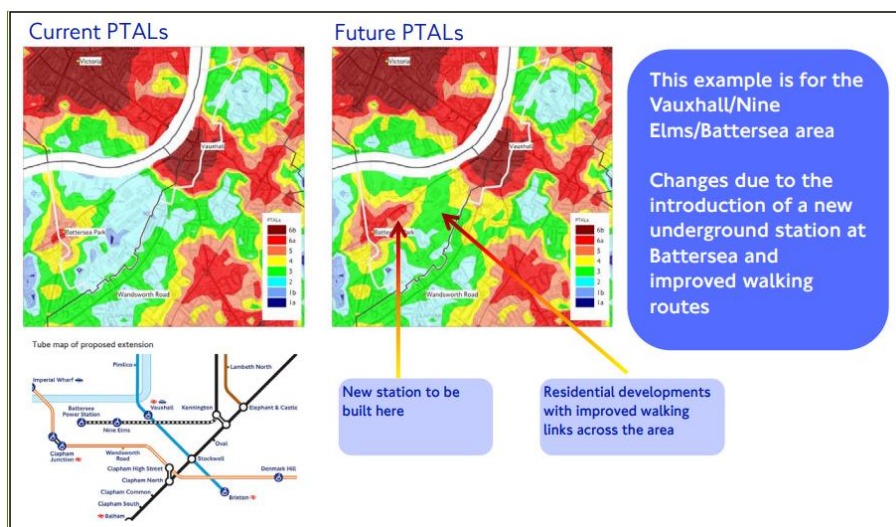 Current PTALs
Victoria
Vauxhall
Battersea Park
Wandsworth Road
PTALs
6b
6a
5
4
3
2
1b
1a
Future PTALs
Victoria
Vauxhall
Battersea Park
Wandsworth Road
PTALs
6b
6a
5
4
3
2
1b
1a
This example is for the
Vauxhall/Nine
Elms/Battersea area
Changes due to the
introduction of a new
underground station at
Battersea and
improved walking
routes
Tube map of proposed extension
Pimlico
Lambeth North
Imperial Wharf
Vauxhall
Kennington
Elephant & Castle
Battersea
Power Station
Nine Elms
Oval
Clapham
Junction
Wandsworth
Road
Stockwell
Clapham High Street
Denmark Hill
Clapham North
Clapham Common
Brixton
Clapham South
Balham
New station to be
built here
Residential developments
with improved walking
links across the area